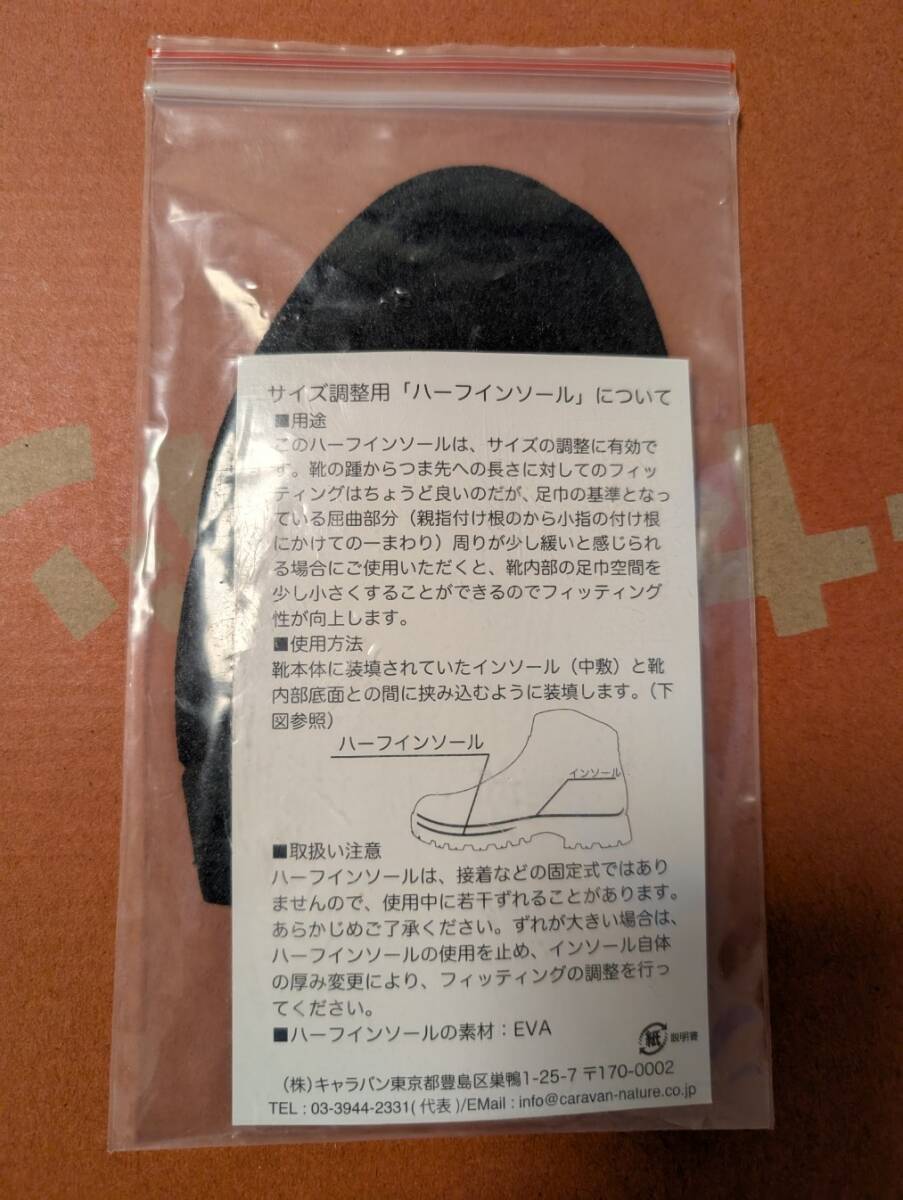 サイズ調整用「ハーフインソール」について
■用途
このハーフインソールは、サイズの調整に有効で
す。靴の踵からつま先への長さに対してのフィッ
ティングはちょうど良いのだが、足巾の基準となっ
ている屈曲部分（親指付け根のから小指の付け根
にかけての一まわり）周りが少し緩いと感じられ
る場合にご使用いただくと、靴内部の足巾空間を
少し小さくすることができるのでフィッティング
性が向上します。
■使用方法
靴本体に装填されていたインソール（中敷）と靴
内部底面との間に挟み込むように装填します。（下
図参照）
ハーフインソール
インソール
■取扱い注意
ハーフインソールは、接着などの固定式ではあり
ませんので、使用中に若干ずれることがあります。
あらかじめご了承ください。ずれが大きい場合は、
ハーフインソールの使用を止め、インソール自体
の厚み変更により、フィッティングの調整を行っ
てください。
■ハーフインソールの素材：EVA
紙 説明書
（株）キャラバン東京都豊島区巣鴨1-25-7 〒170-0002
TEL : 03-3944-2331( 代表 )/EMail : info@caravan-nature.co.jp